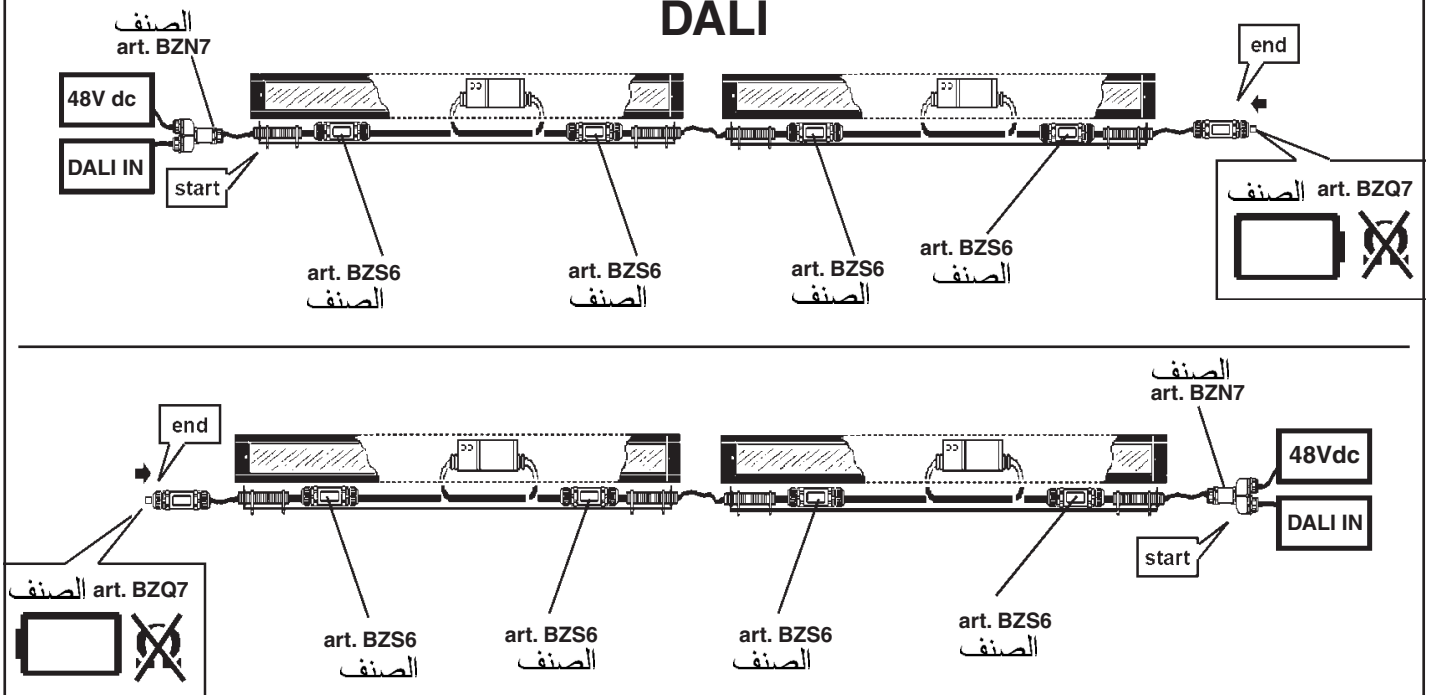 DALI
الصنف
art. BZN7
48V dc
DALI IN
start
end
الصنف art. BZQ7
art. BZS6
الصنف
art. BZS6
الصنف
art. BZS6
الصنف
art. BZS6
الصنف
الصنف
art. BZN7
end
48Vdc
DALI IN
start
الصنف art. BZQ7
art. BZS6
الصنف
art. BZS6
الصنف
art. BZS6
الصنف
art. BZS6
الصنف